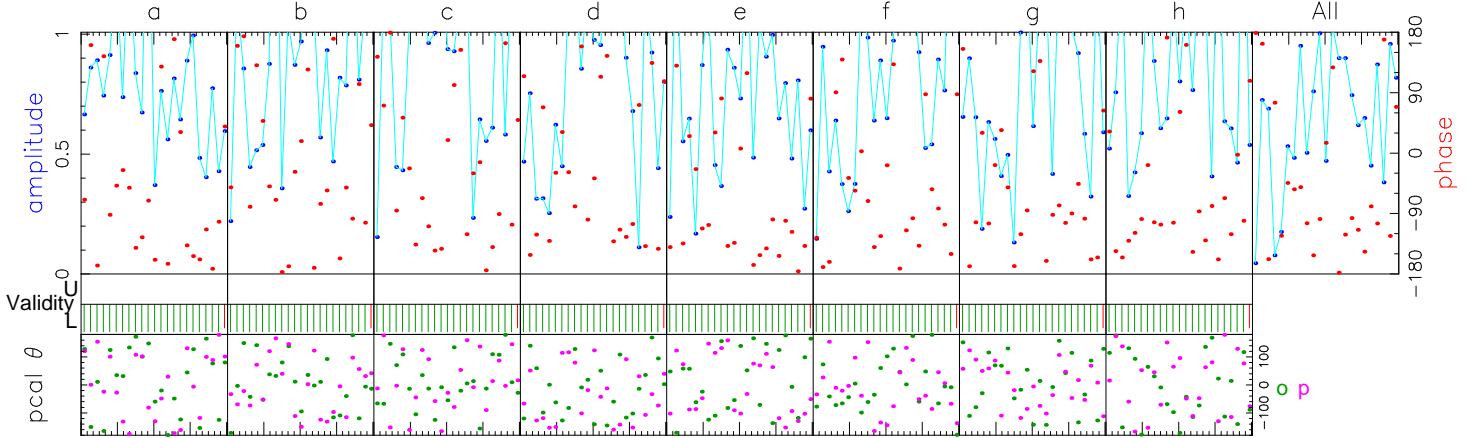 a b c d e f g h All
amplitude
1
0.5
0
180
90
0
−90
−180
phase
Validity
U
L
pcal θ
100
0
−100
o p